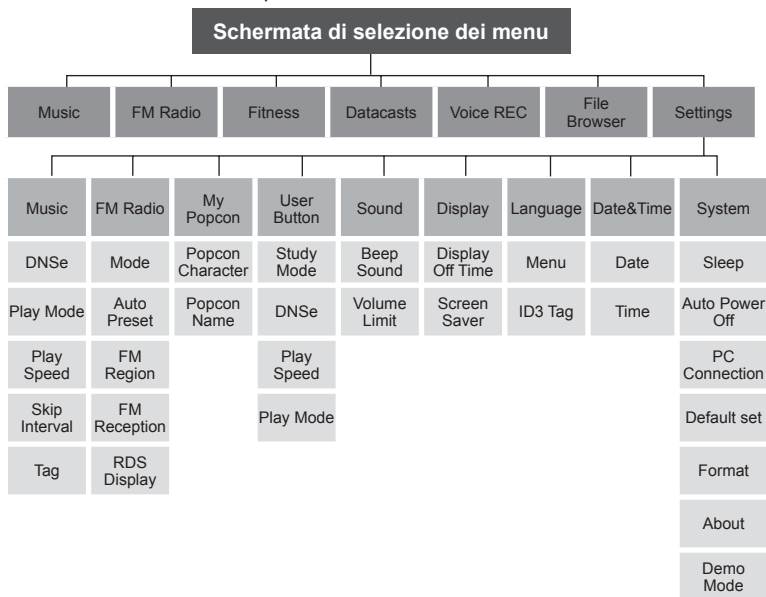 Schermata di selezione dei menu
Music
FM Radio
Fitness
Datacasts
Voice REC
File
Browser
Settings
Music
FM Radio
My
Popcon
User
Button
Sound
Display
Language
Date&Time
System
DNSe
Mode
Popcon
Character
Study
Mode
Beep
Sound
Display
Off Time
Menu
Date
Sleep
Play Mode
Auto
Preset
Popcon
Name
DNSe
Volume
Limit
Screen
Saver
ID3 Tag
Time
Auto Power
Off
Play
Speed
FM
Region
Play
Speed
PC
Connection
Skip
Interval
FM
Reception
Play Mode
Default set
Tag
RDS
Display
Format
About
Demo
Mode